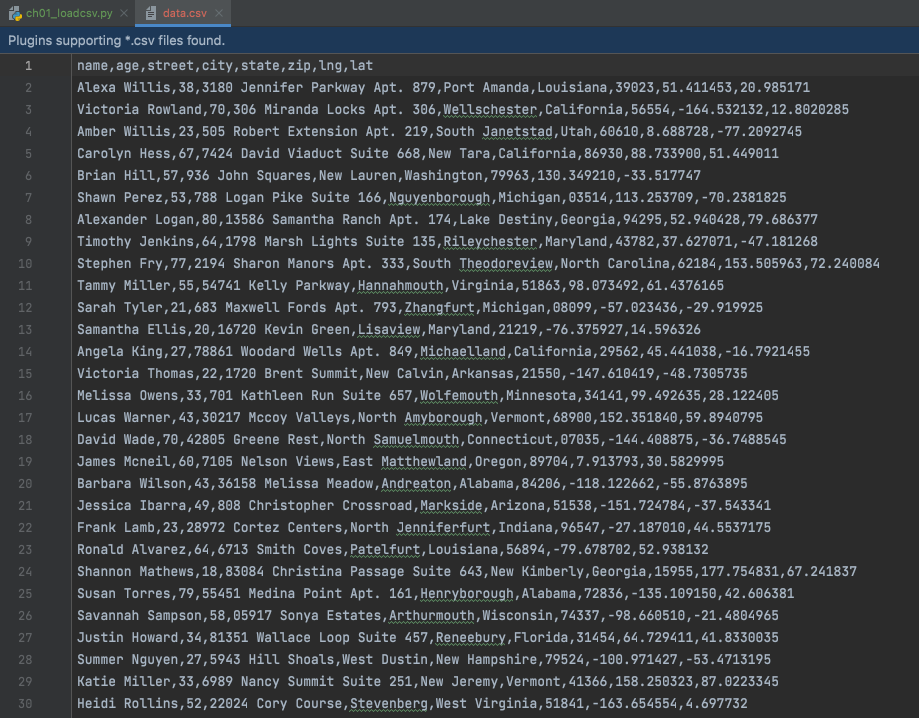 ch01_loadcsv.py data.csv
Plugins supporting *.csv files found.
1 name,age,street,city,state,zip,lng,lat
2 Alexa Willis,38,3180 Jennifer Parkway Apt. 879,Port Amanda,Louisiana,39023,51.411453,20.985171
3 Victoria Rowland,70,306 Miranda Locks Apt. 306,Wellschester,California,56554,-164.532132,12.8020285
4 Amber Willis,23,505 Robert Extension Apt. 219,South Janetstad,Utah,60610,8.688728,-77.2092745
5 Carolyn Hess,67,7424 David Viaduct Suite 668,New Tara,California,86930,88.733900,51.449011
6 Brian Hill,57,936 John Squares,New Lauren,Washington,79963,130.349210,-33.517747
7 Shawn Perez,53,788 Logan Pike Suite 166,Nguyenborough,Michigan,03514,113.253709,-70.2381825
8 Alexander Logan,80,13586 Samantha Ranch Apt. 174,Lake Destiny,Georgia,94295,52.940428,79.686377
9 Timothy Jenkins,64,1798 Marsh Lights Suite 135,Rileychester,Maryland,43782,37.627071,-47.181268
10 Stephen Fry,77,2194 Sharon Manors Apt. 333,South Theodoreview,North Carolina,62184,153.505963,72.240084
11 Tammy Miller,55,54741 Kelly Parkway,Hannahmouth,Virginia,51863,98.073492,61.4376165
12 Sarah Tyler,21,683 Maxwell Fords Apt. 793,Zhangfurt,Michigan,08099,-57.023436,-29.919925
13 Samantha Ellis,20,16720 Kevin Green,Lisaview,Maryland,21219,-76.375927,14.596326
14 Angela King,27,78861 Woodard Wells Apt. 849,Michaelland,California,29562,45.441038,-16.7921455
15 Victoria Thomas,22,1720 Brent Summit,New Calvin,Arkansas,21550,-147.610419,-48.7305735
16 Melissa Owens,33,701 Kathleen Run Suite 657,Wolfemouth,Minnesota,34141,99.492635,28.122405
17 Lucas Warner,43,30217 Mccoy Valleys,North Amyborough,Vermont,68900,152.351840,59.8940795
18 David Wade,70,42805 Greene Rest,North Samuelmouth,Connecticut,07035,-144.408875,-36.7488545
19 James Mcneil,60,7105 Nelson Views,East Matthewland,Oregon,89704,7.913793,30.5829995
20 Barbara Wilson,43,36158 Melissa Meadow,Andreaton,Alabama,84206,-118.122662,-55.8763895
21 Jessica Ibarra,49,808 Christopher Crossroad,Markside,Arizona,51538,-151.724784,-37.543341
22 Frank Lamb,23,28972 Cortez Centers,North Jenniferfurt,Indiana,96547,-27.187010,44.5537175
23 Ronald Alvarez,64,6713 Smith Coves,Patelfurt,Louisiana,56894,-79.678702,52.938132
24 Shannon Mathews,18,83084 Christina Passage Suite 643,New Kimberly,Georgia,15955,177.754831,67.241837
25 Susan Torres,79,55451 Medina Point Apt. 161,Henryborough,Alabama,72836,-135.109150,42.606381
26 Savannah Sampson,58,05917 Sonya Estates,Arthurmouth,Wisconsin,74337,-98.660510,-21.4804965
27 Justin Howard,34,81351 Wallace Loop Suite 457,Reneebury,Florida,31454,64.729411,41.8330035
28 Summer Nguyen,27,5943 Hill Shoals,West Dustin,New Hampshire,79524,-100.971427,-53.4713195
29 Katie Miller,33,6989 Nancy Summit Suite 251,New Jeremy,Vermont,41366,158.250323,87.0223345
30 Heidi Rollins,52,22024 Cory Course,Stevenberg,West Virginia,51841,-163.654554,4.697732